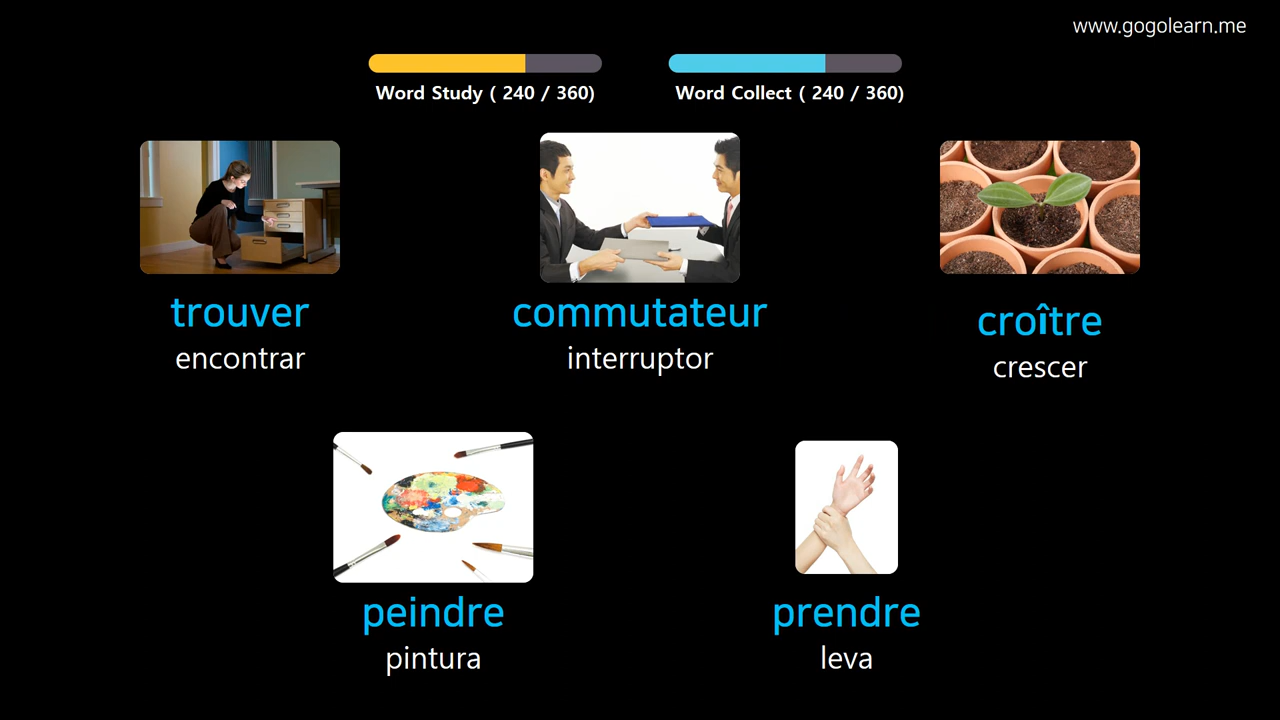 www.gogolearn.me
Word Study ( 240 / 360)
Word Collect ( 240 / 360)
trouver
encontrar
commutateur
interruptor
croître
crescer
peindre
pintura
prendre
leva